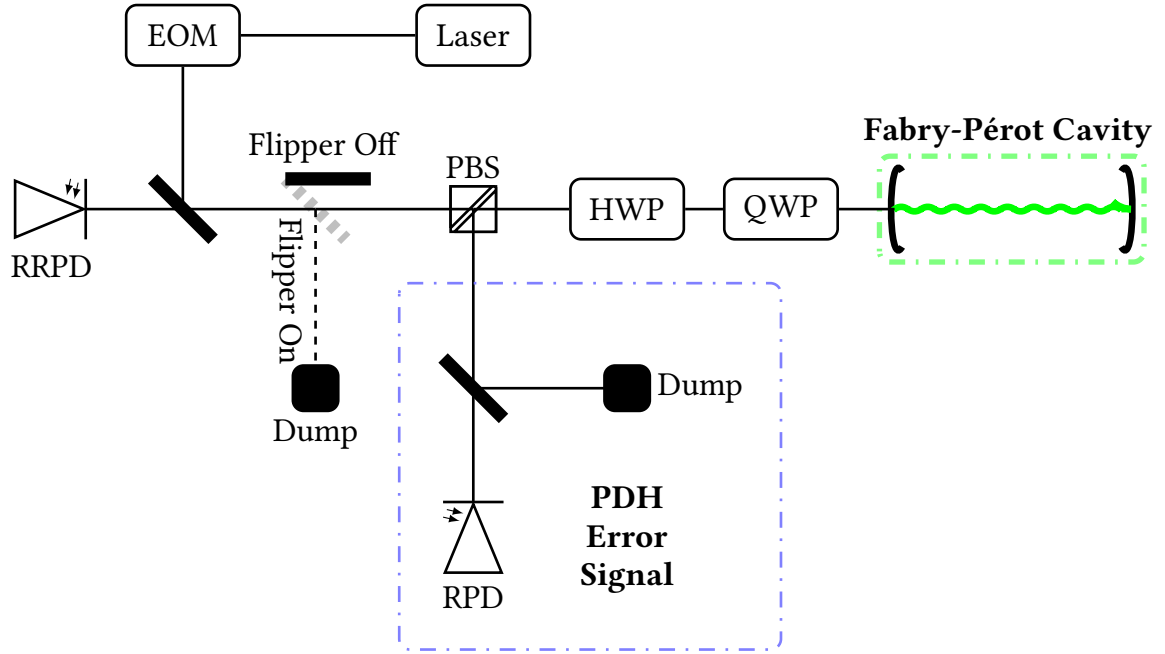 EOM
Laser
Fabry-Pérot Cavity
Flipper Off
PBS
HWP
QWP
RRPD
Flipper On
Dump
Dump
PDH
Error
Signal
RPD